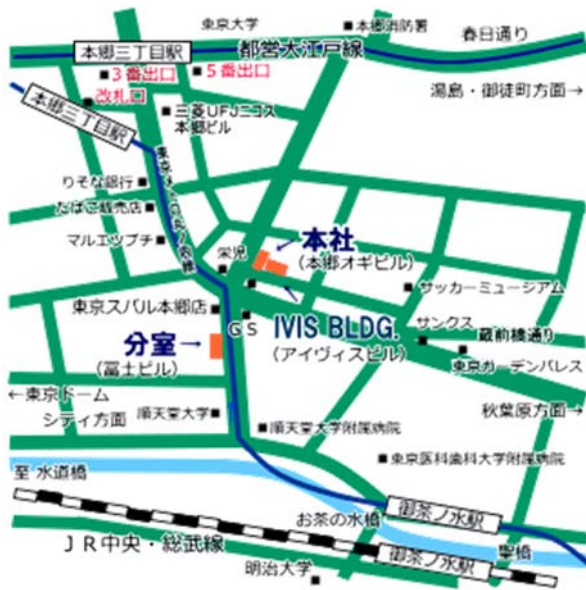 東京大学
本郷消防署
春日通り
本郷三丁目駅
都営大江戸線
3番出口
5番出口
改札口
湯島・御徒町方面→
本郷三丁目駅
三菱UFJニコス
本郷ビル
りそな銀行
たばこ販売店
マルエツプチ
本社
(本郷オギビル)
栄児
サッカーミュージアム
東京スバル本郷店
GS
IVIS BLDG.
(アイヴィスビル)
サンクス
蔵前橋通り
分室→
(冨士ビル)
東京ガーデンパレス
←東京ドーム
シティ方面
秋葉原方面→
順天堂大学
順天堂大学附属病院
東京医科歯科大学附属病院
至 水道橋
お茶の水橋
御茶ノ水駅
聖橋
JR中央・総武線
御茶ノ水駅
明治大学